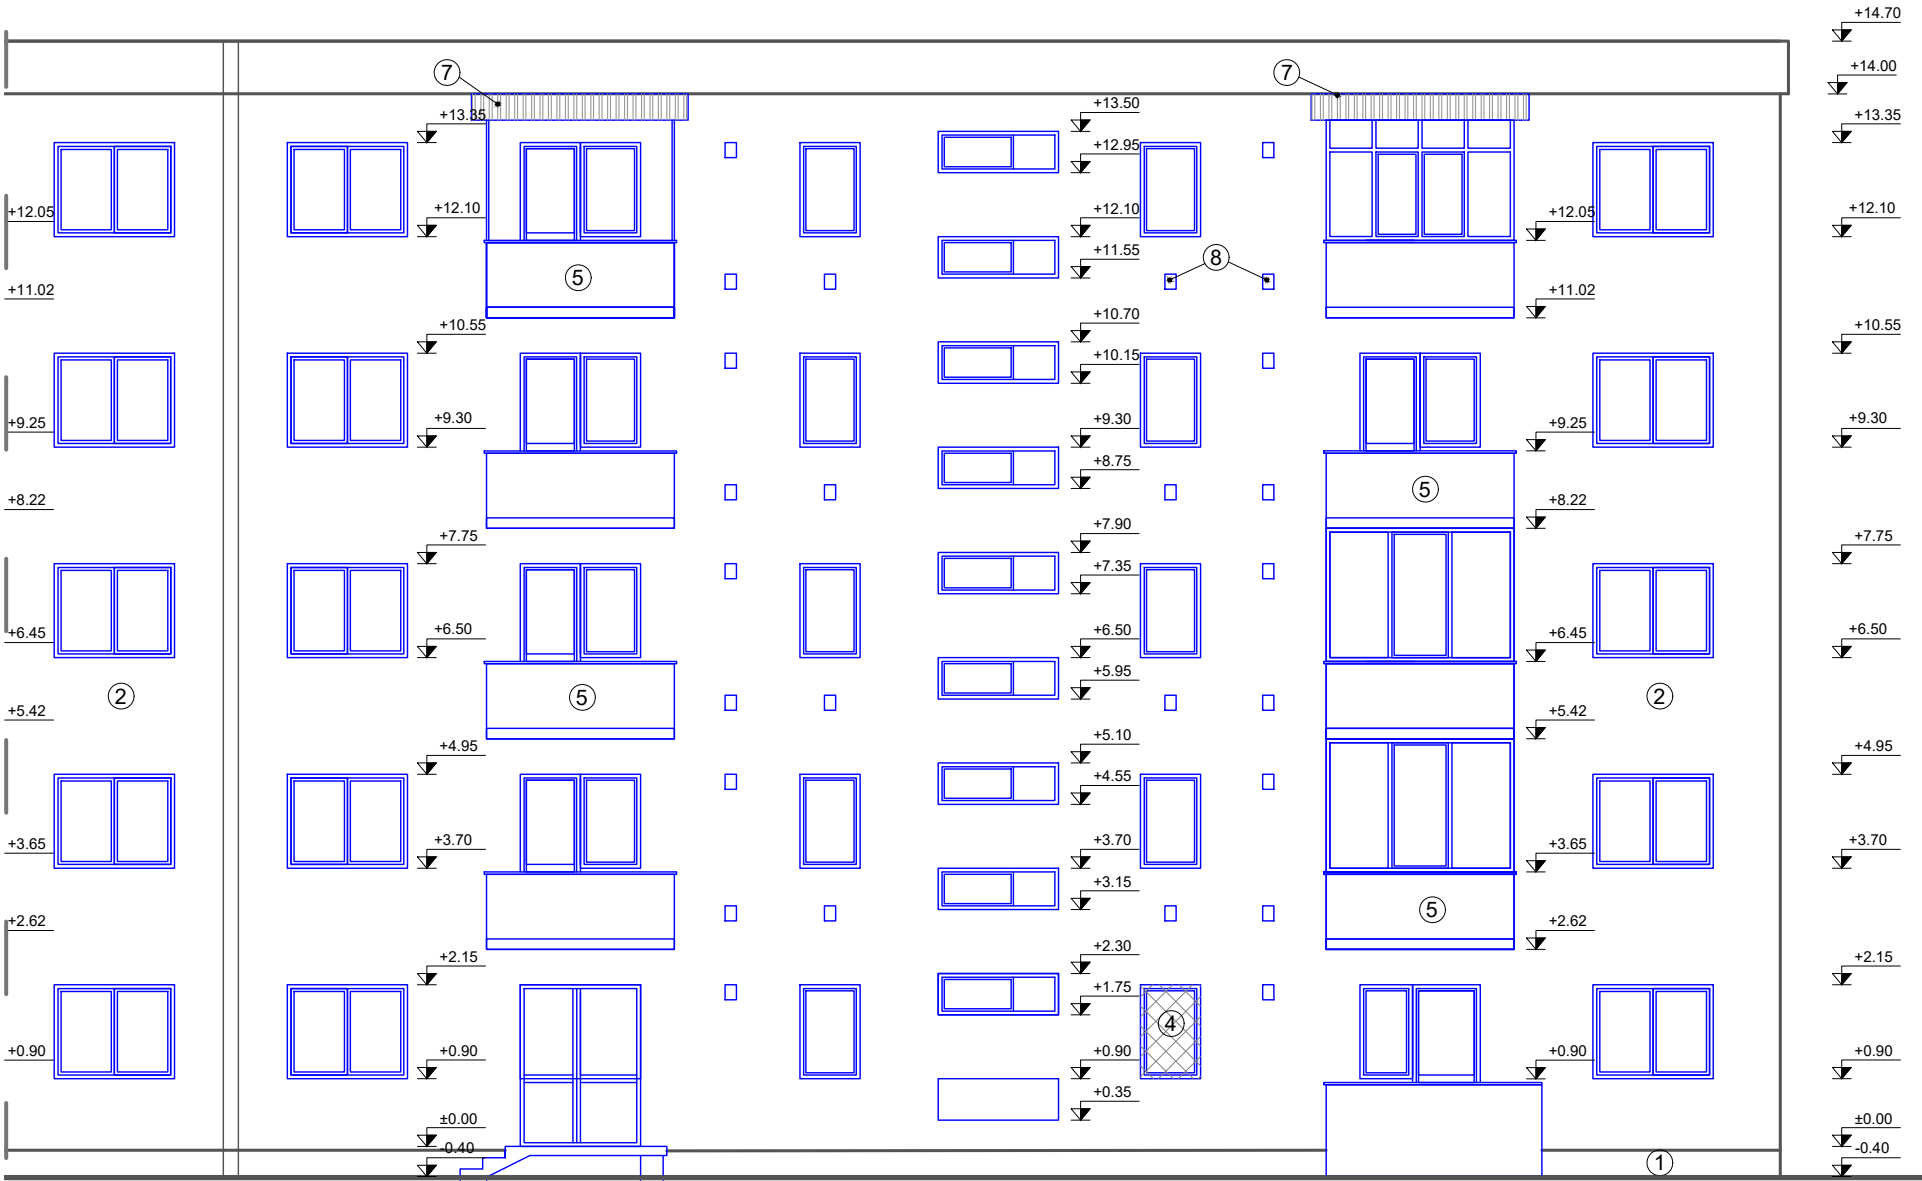 +14.70
⑦ ⑦ +14.00
+13.35 +13.50 +13.35
+12.95
+12.05 +12.10 +12.10 +12.05 +12.10
+11.55 ⑧
⑤
+11.02 +11.02
+10.55 +10.70 +10.55
+10.15
+9.25 +9.30 +9.30 +9.25 +9.30
+8.75
⑤
+8.22 +8.22
+7.75 +7.90 +7.75
+7.35
+6.45 +6.50 +6.50 +6.45 +6.50
+5.95
② ⑤ ②
+5.42 +5.42
+4.95 +5.10 +4.95
+4.55
+3.65 +3.70 +3.70 +3.65 +3.70
+3.15
⑤
+2.62 +2.62
+2.15 +2.30 +2.15
+1.75
④
+0.90 +0.90 +0.90 +0.90 +0.90
+0.35
±0.00 ±0.00
-0.40 -0.40
①